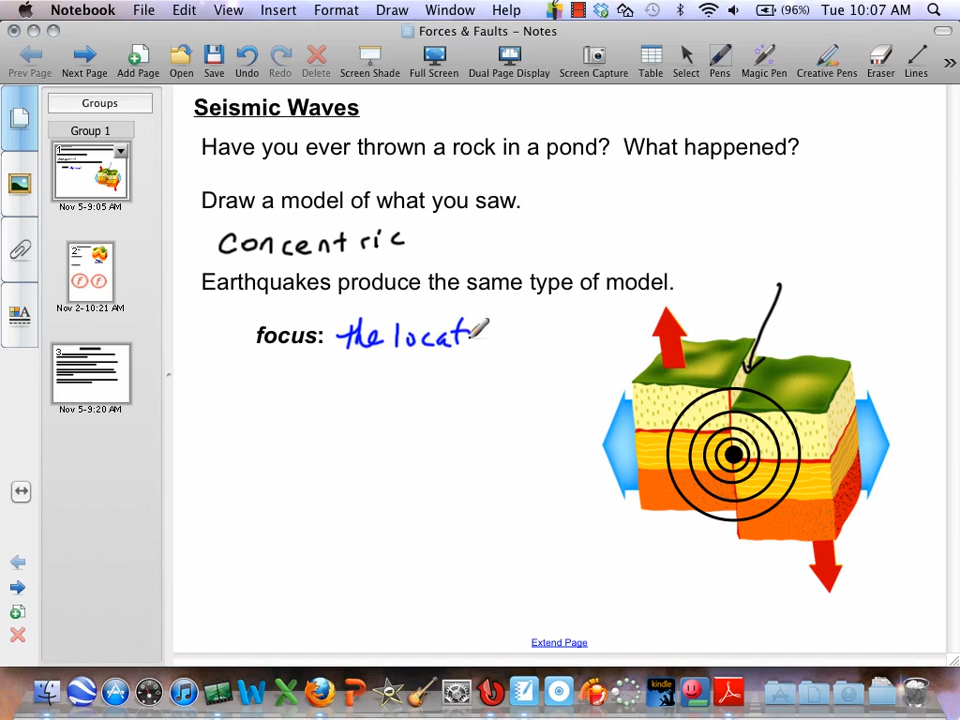 Notebook File Edit View Insert Format Draw Window Help (96%) Tue 10:07 AM
Forces & Faults – Notes
Prev Page Next Page Add Page Open Save Undo Redo Delete Screen Shade Full Screen Dual Page Display Screen Capture Table Select Pens Magic Pen Creative Pens Eraser Lines
Groups
Group 1
1
Nov 5-9:05 AM
2
Nov 2-10:21 AM
3
Nov 5-9:20 AM
Seismic Waves
Have you ever thrown a rock in a pond? What happened?
Draw a model of what you saw.
Concentric
Earthquakes produce the same type of model.
focus: the locat
Extend Page
kindle